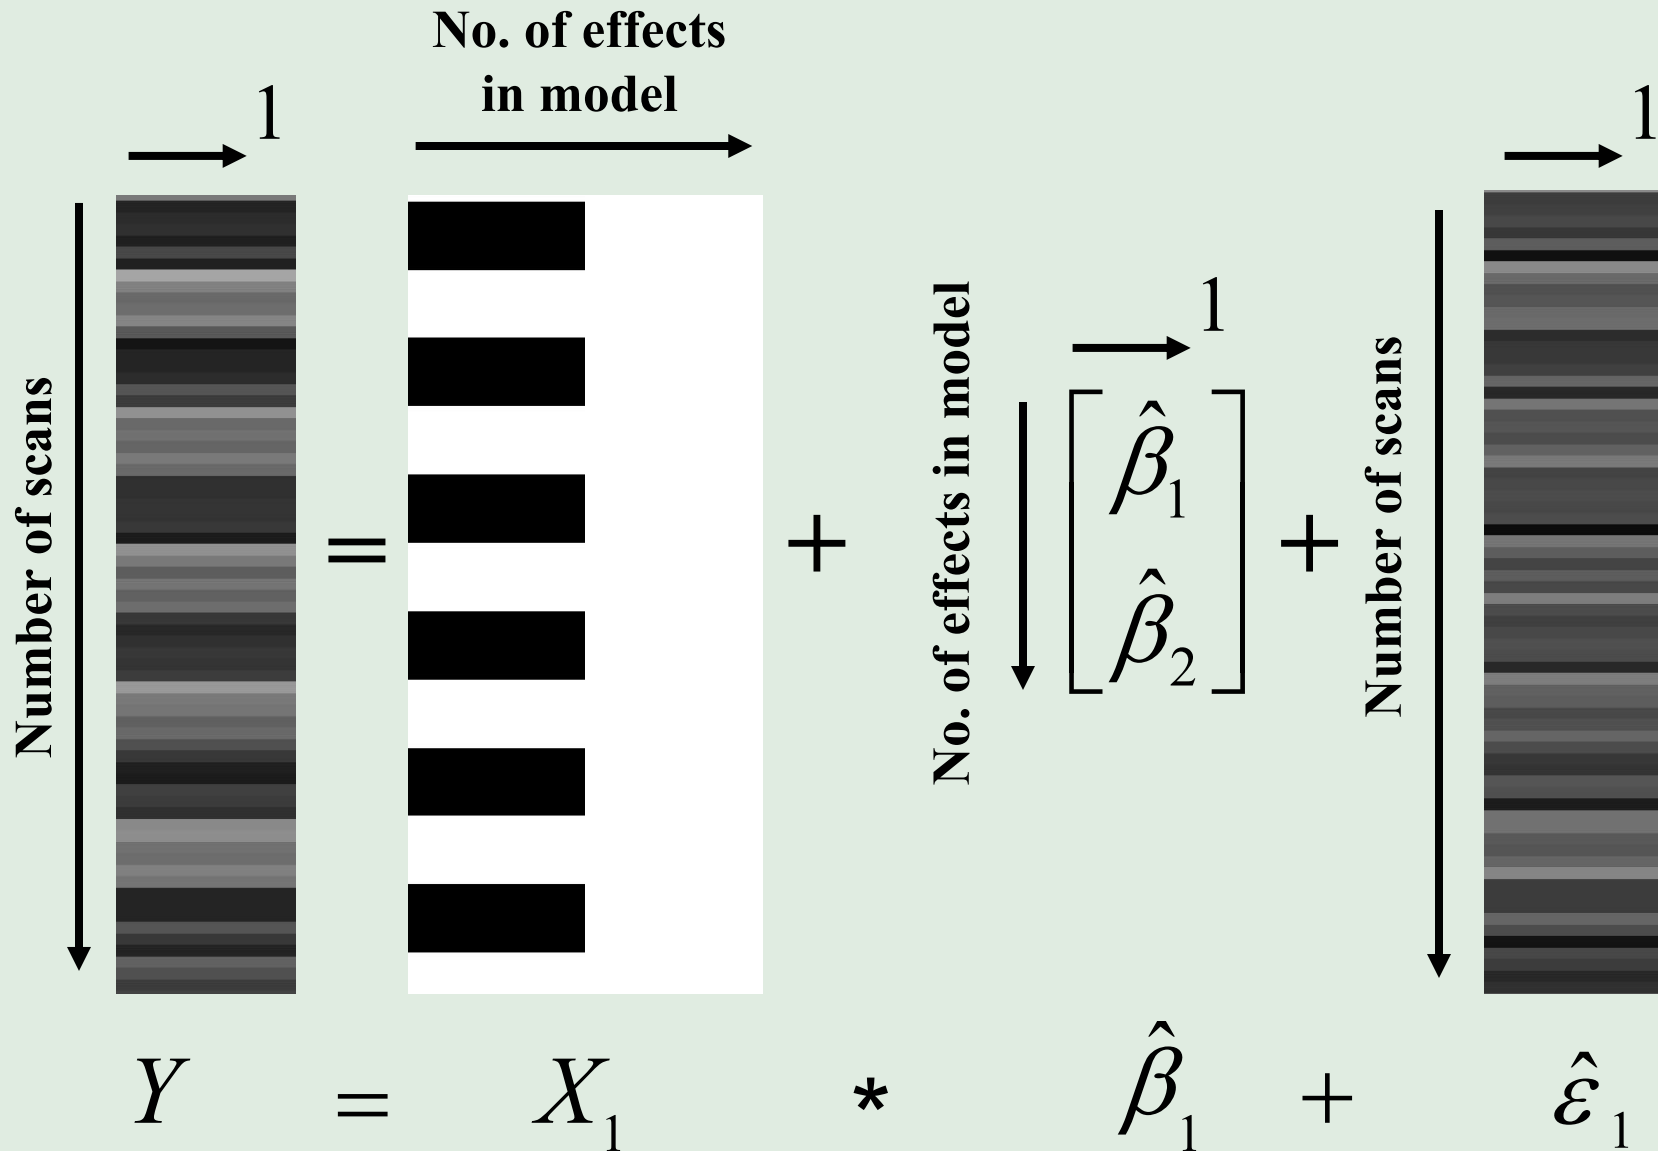 No. of effects
in model
1
1
Number of scans
=
+
No. of effects in model
1
β̂₁
β̂₂
+
Number of scans
Y = X₁ * β̂₁ + ε̂₁